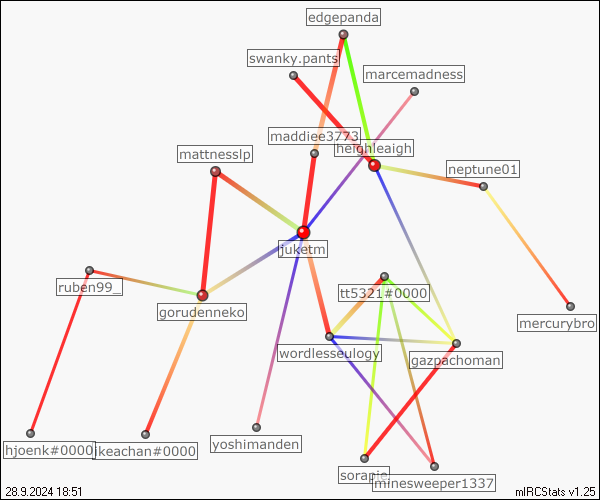 edgepanda
swanky.pants
marcemadness
maddiee3773
heighleaigh
mattnesslp
neptune01
juketm
ruben99_
tt5321#0000
gorudenneko
mercurybro
wordlesseulogy
gazpachoman
hjoenk#0000
ikeachan#0000
yoshimanden
sorapie
minesweeper1337
28.9.2024 18:51
mIRCStats v1.25